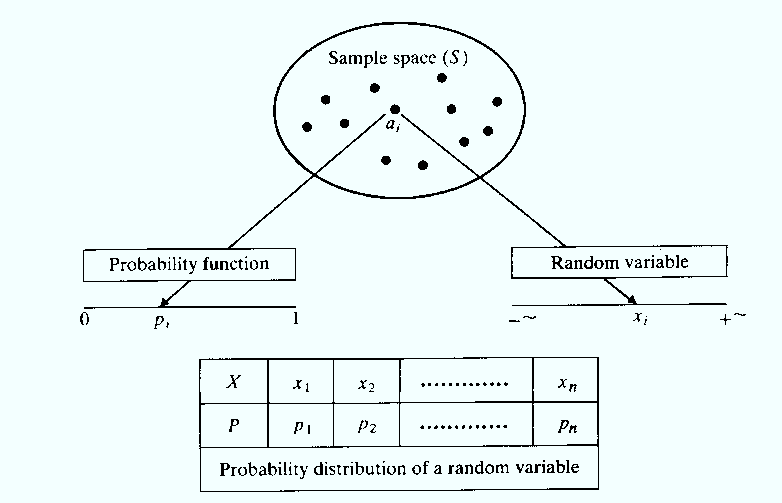 Sample space (S)
a_i
Probability function
Random variable
0 p_i 1
−~ x_i +~
X x_1 x_2 ............. x_n
P p_1 p_2 ............. p_n
Probability distribution of a random variable